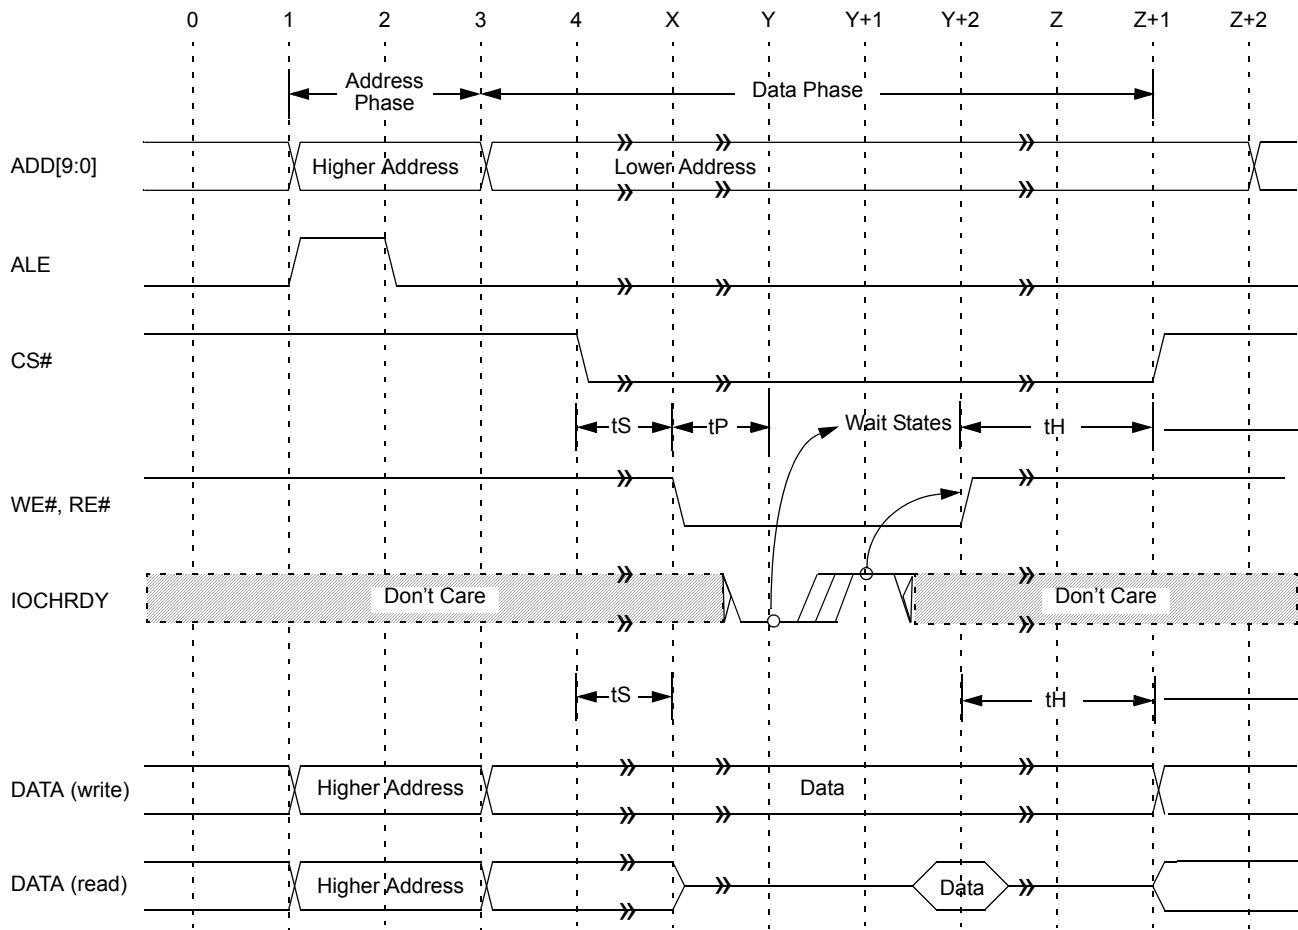 0 1 2 3 4 X Y Y+1 Y+2 Z Z+1 Z+2
Address
Phase
Data Phase
ADD[9:0]
Higher Address
Lower Address
ALE
CS#
tS
tP
Wait States
tH
WE#, RE#
IOCHRDY
Don't Care
Don't Care
tS
tH
DATA (write)
Higher Address
Data
DATA (read)
Higher Address
Data